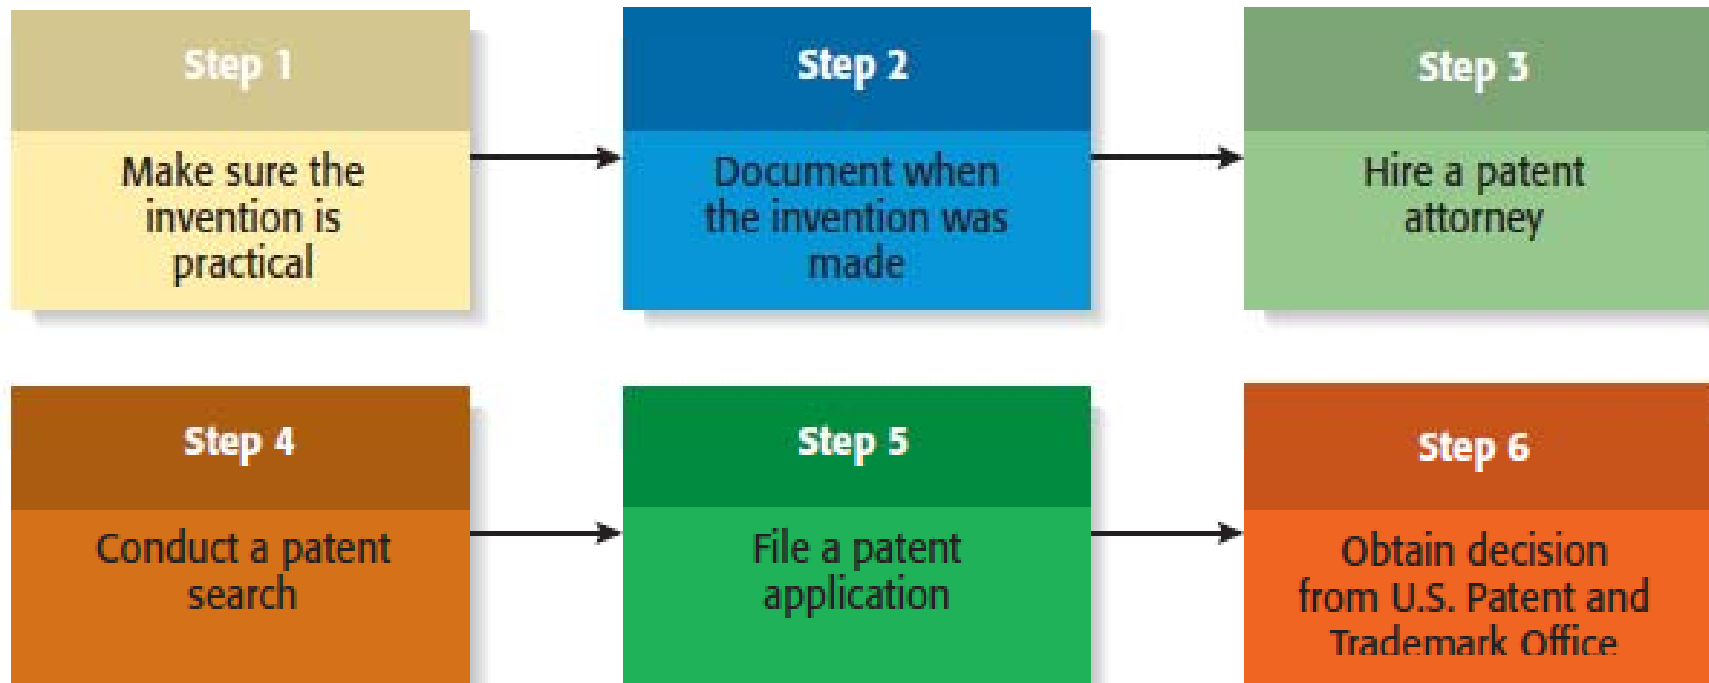 Step 1
Make sure the
invention is
practical
Step 2
Document when
the invention was
made
Step 3
Hire a patent
attorney
Step 4
Conduct a patent
search
Step 5
File a patent
application
Step 6
Obtain decision
from U.S. Patent and
Trademark Office